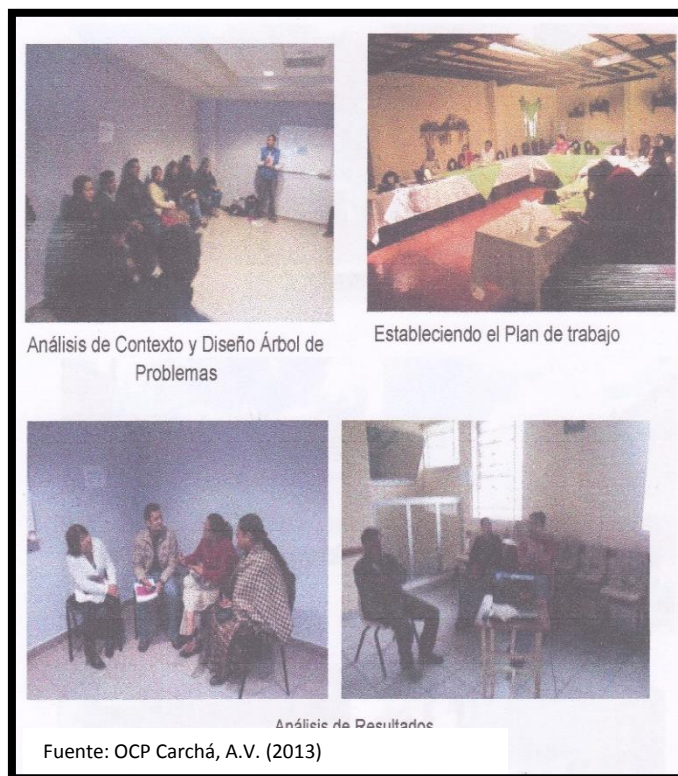 Análisis de Contexto y Diseño Árbol de
Problemas
Estableciendo el Plan de trabajo
Análisis de Resultados
Fuente: OCP Carchá, A.V. (2013)